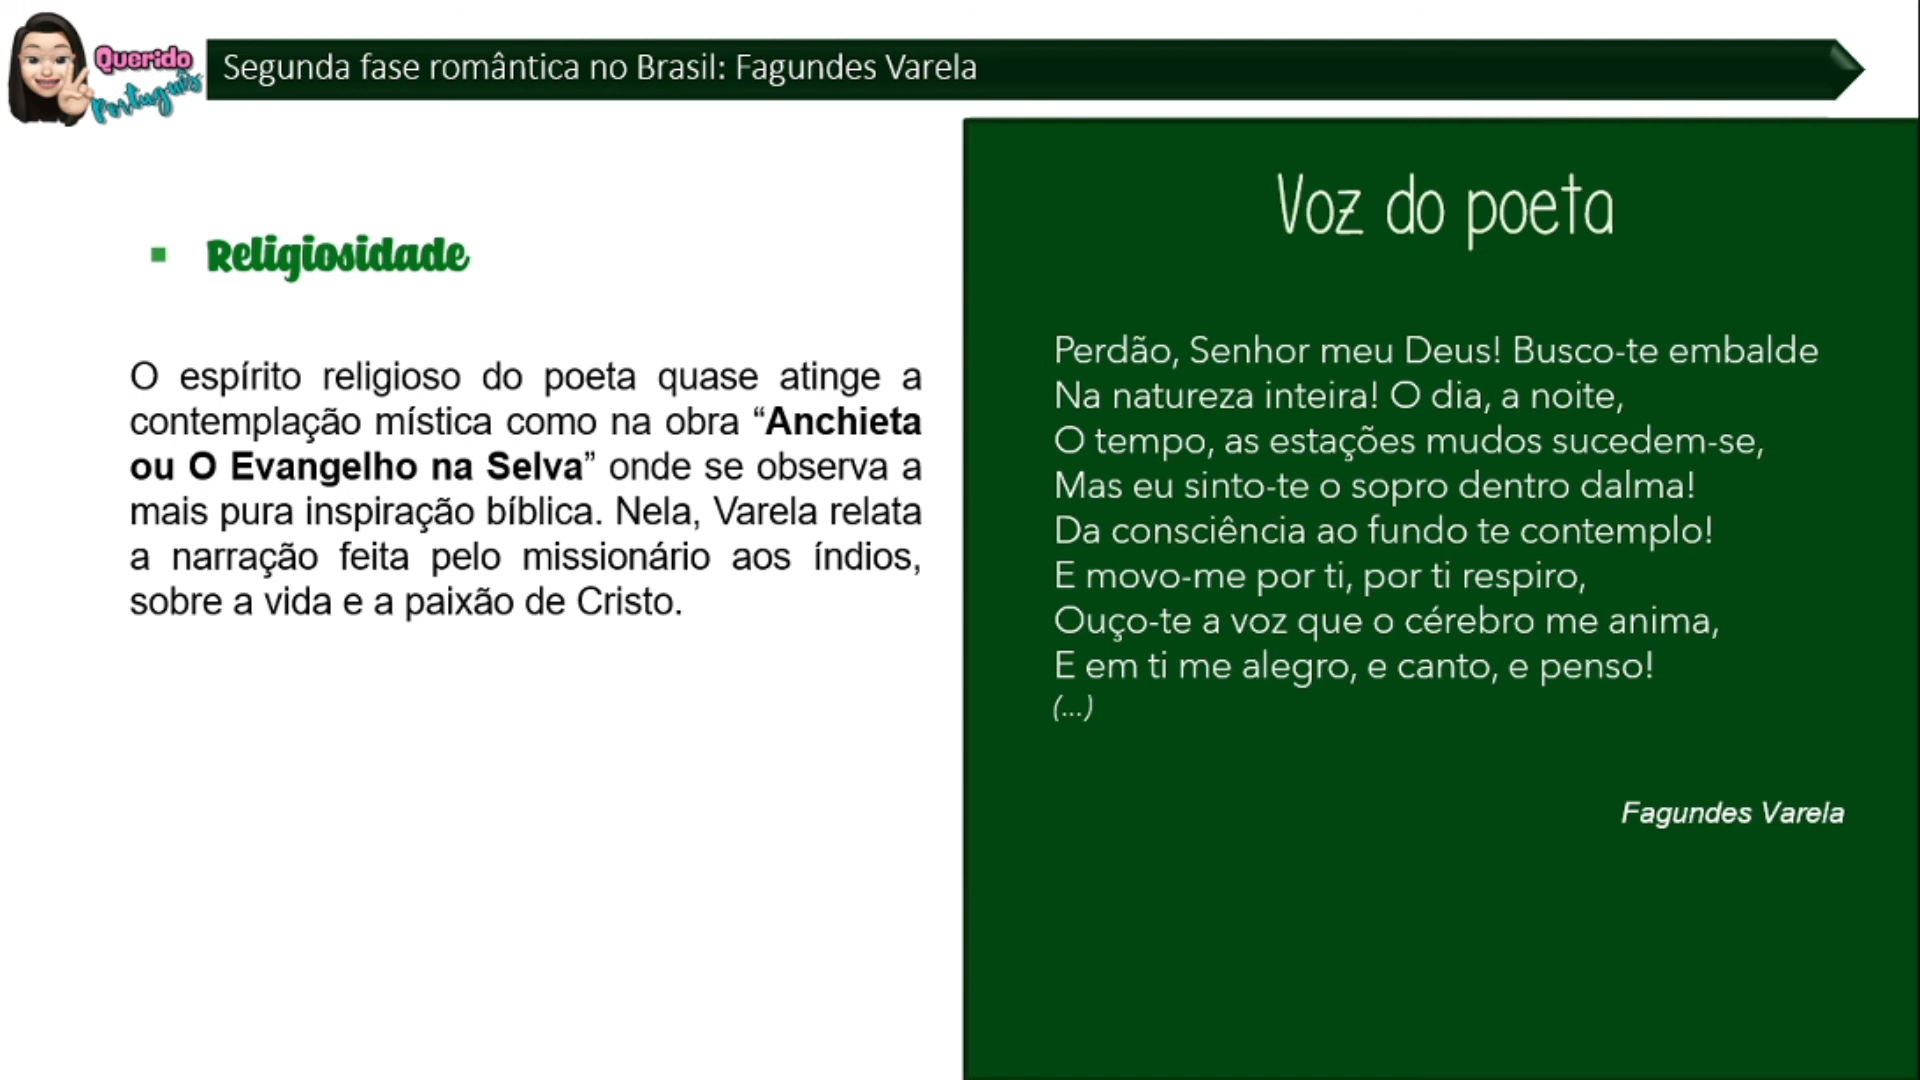 Querido
Português
Segunda fase romântica no Brasil: Fagundes Varela
Religiosidade
O espírito religioso do poeta quase atinge a
contemplação mística como na obra “Anchieta
ou O Evangelho na Selva” onde se observa a
mais pura inspiração bíblica. Nela, Varela relata
a narração feita pelo missionário aos índios,
sobre a vida e a paixão de Cristo.
Voz do poeta
Perdão, Senhor meu Deus! Busco-te embalde
Na natureza inteira! O dia, a noite,
O tempo, as estações mudos sucedem-se,
Mas eu sinto-te o sopro dentro dalma!
Da consciência ao fundo te contemplo!
E movo-me por ti, por ti respiro,
Ouço-te a voz que o cérebro me anima,
E em ti me alegro, e canto, e penso!
(...)
Fagundes Varela